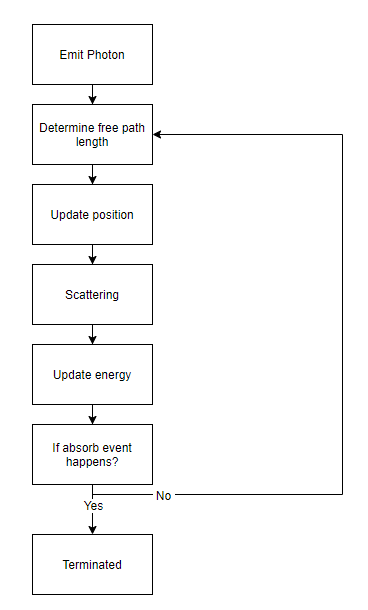 Emit Photon
Determine free path
length
Update position
Scattering
Update energy
If absorb event
happens?
No
Yes
Terminated